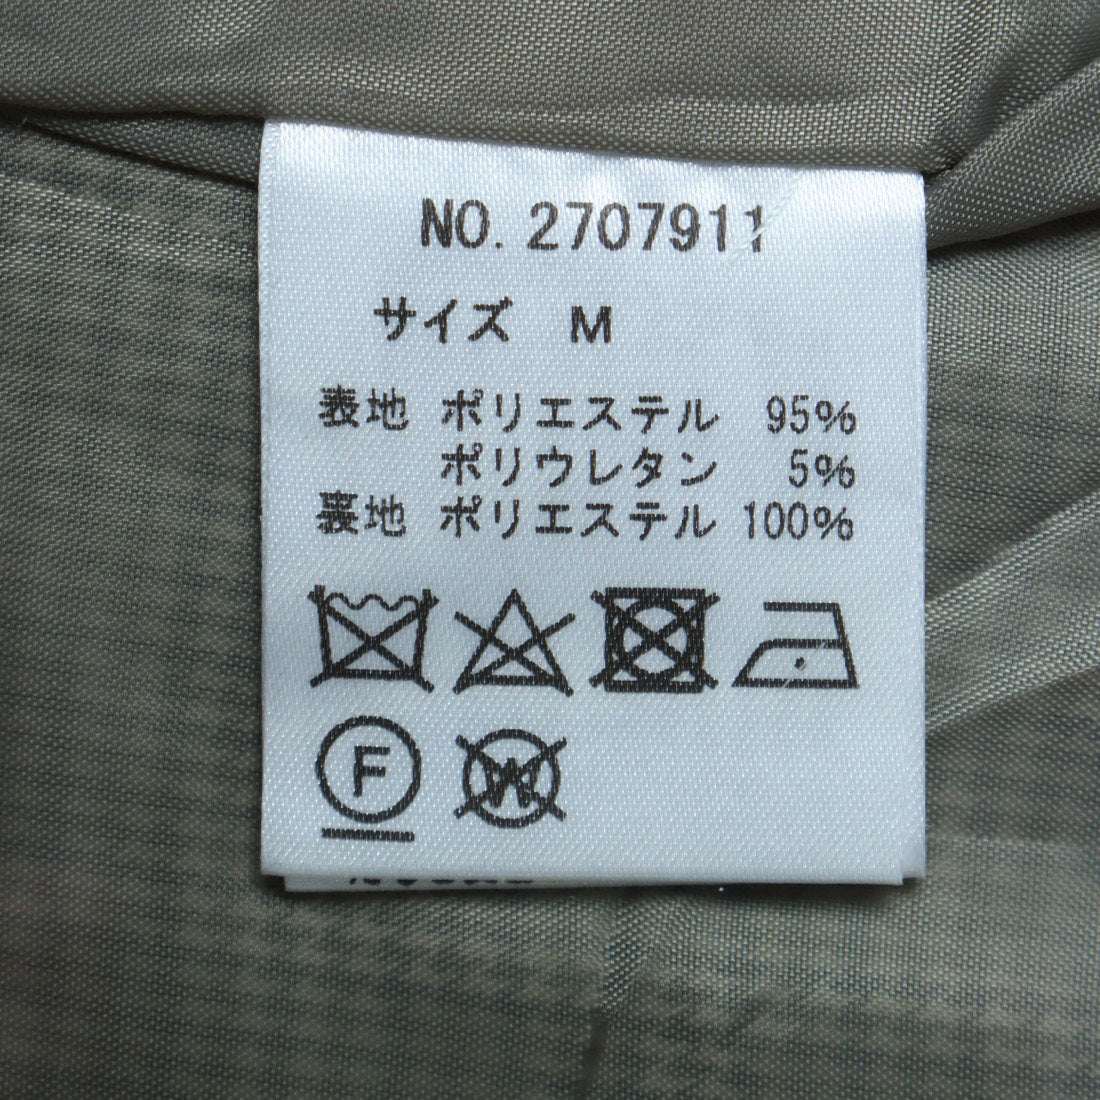 NO. 2707911
サイズ M
表地 ポリエステル 95%
ポリウレタン 5%
裏地 ポリエステル 100%
F
W